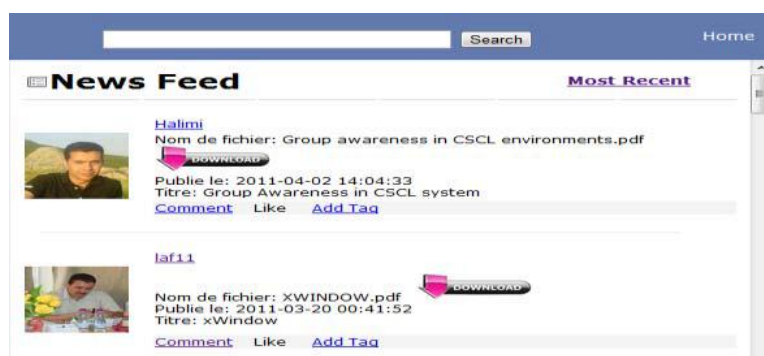 Search
Home
News Feed
Most Recent
Halimi
Nom de fichier: Group awareness in CSCL environments.pdf
DOWNLOAD
Publie le: 2011-04-02 14:04:33
Titre: Group Awareness in CSCL system
Comment Like Add Tag
laf11
DOWNLOAD
Nom de fichier: XWINDOW.pdf
Publie le: 2011-03-20 00:41:52
Titre: xWindow
Comment Like Add Tag